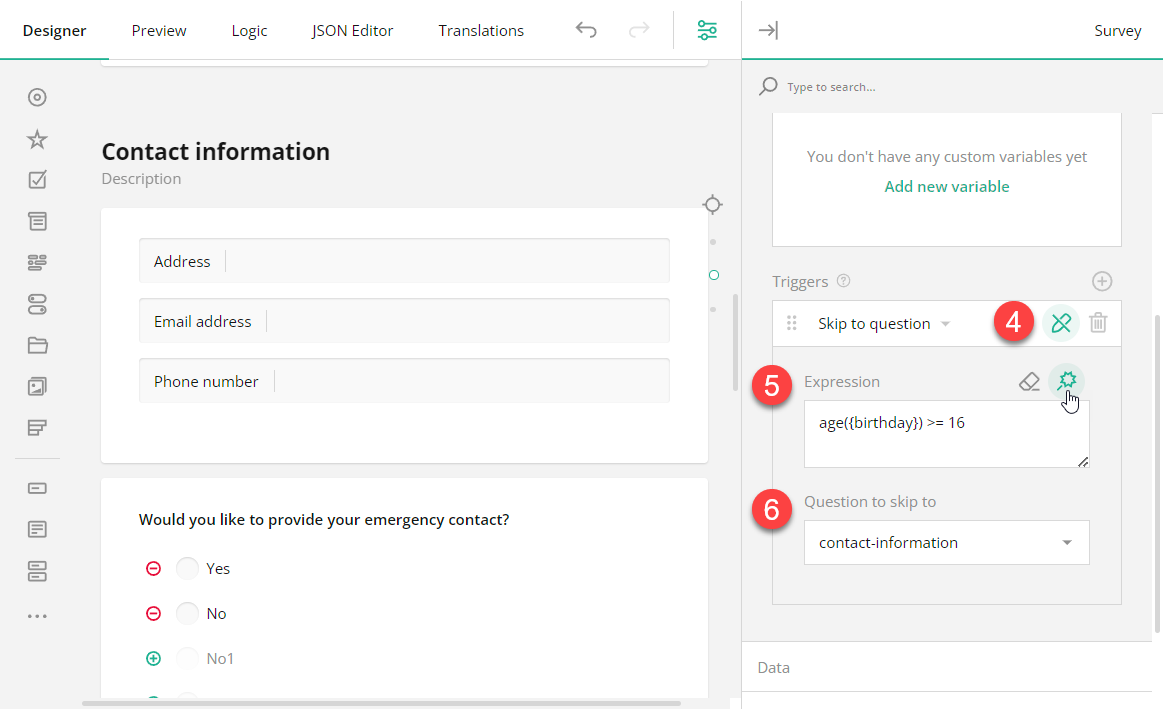 Designer Preview Logic JSON Editor Translations Survey
Type to search...
Contact information
Description
Address
Email address
Phone number
Would you like to provide your emergency contact?
Yes
No
No1
You don't have any custom variables yet
Add new variable
Triggers ?
Skip to question 4
5 Expression
age({birthday}) >= 16
6 Question to skip to
contact-information
Data